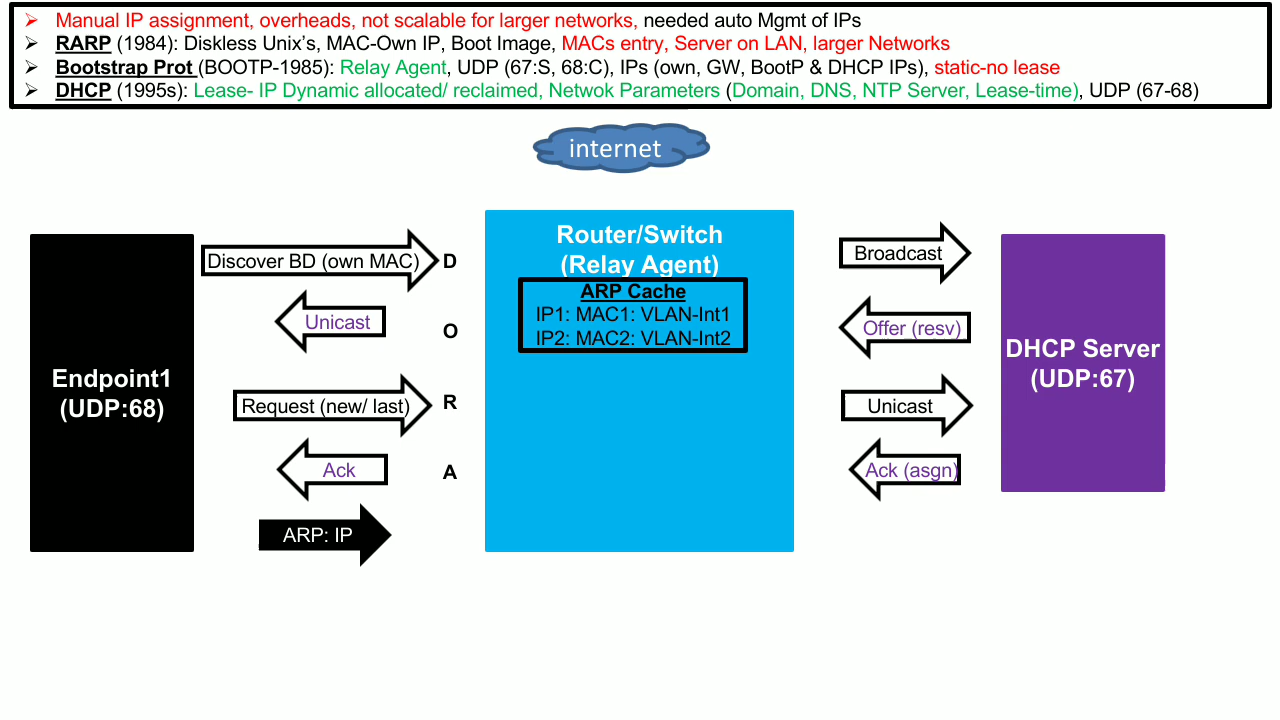 Manual IP assignment, overheads, not scalable for larger networks, needed auto Mgmt of IPs
RARP (1984): Diskless Unix's, MAC-Own IP, Boot Image, MACs entry, Server on LAN, larger Networks
Bootstrap Prot (BOOTP-1985): Relay Agent, UDP (67:S, 68:C), IPs (own, GW, BootP & DHCP IPs), static-no lease
DHCP (1995s): Lease- IP Dynamic allocated/ reclaimed, Netwok Parameters (Domain, DNS, NTP Server, Lease-time), UDP (67-68)
internet
Endpoint1
(UDP:68)
Discover BD (own MAC)
D
Unicast
O
Request (new/ last)
R
Ack
A
ARP: IP
Router/Switch
(Relay Agent)
ARP Cache
IP1: MAC1: VLAN-Int1
IP2: MAC2: VLAN-Int2
Broadcast
Offer (resv)
Unicast
Ack (asgn)
DHCP Server
(UDP:67)